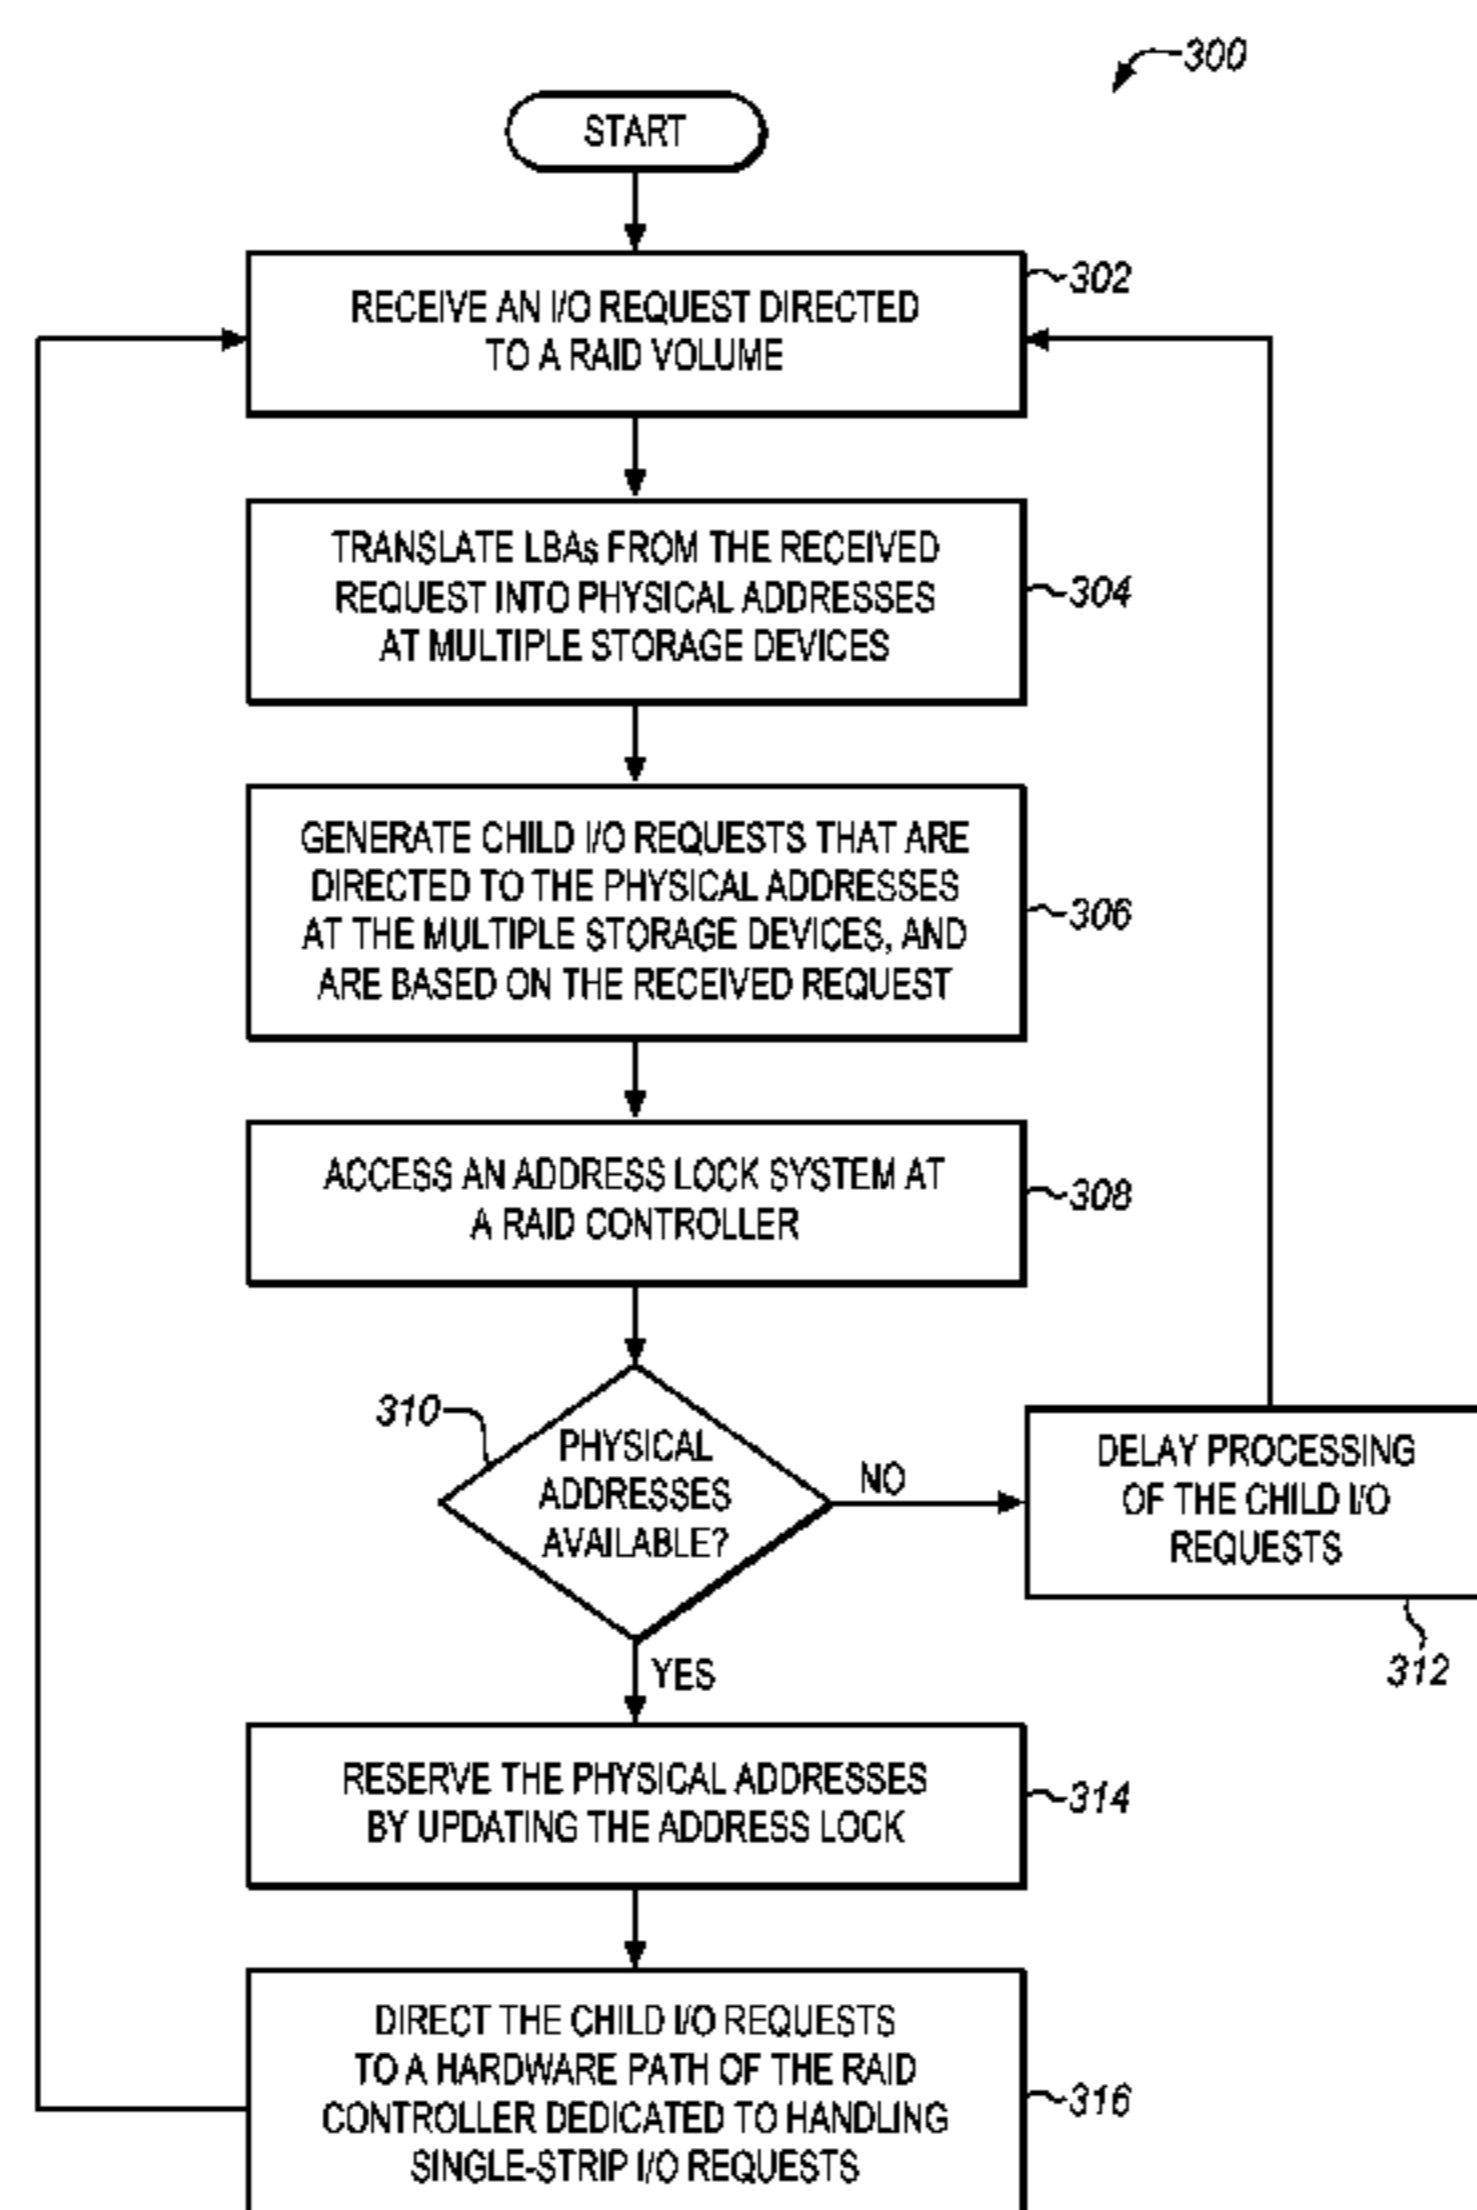 300
START
RECEIVE AN I/O REQUEST DIRECTED
TO A RAID VOLUME
302
TRANSLATE LBAs FROM THE RECEIVED
REQUEST INTO PHYSICAL ADDRESSES
AT MULTIPLE STORAGE DEVICES
304
GENERATE CHILD I/O REQUESTS THAT ARE
DIRECTED TO THE PHYSICAL ADDRESSES
AT THE MULTIPLE STORAGE DEVICES, AND
ARE BASED ON THE RECEIVED REQUEST
306
ACCESS AN ADDRESS LOCK SYSTEM AT
A RAID CONTROLLER
308
310
PHYSICAL
ADDRESSES
AVAILABLE?
NO
DELAY PROCESSING
OF THE CHILD I/O
REQUESTS
312
YES
RESERVE THE PHYSICAL ADDRESSES
BY UPDATING THE ADDRESS LOCK
314
DIRECT THE CHILD I/O REQUESTS
TO A HARDWARE PATH OF THE RAID
CONTROLLER DEDICATED TO HANDLING
SINGLE-STRIP I/O REQUESTS
316